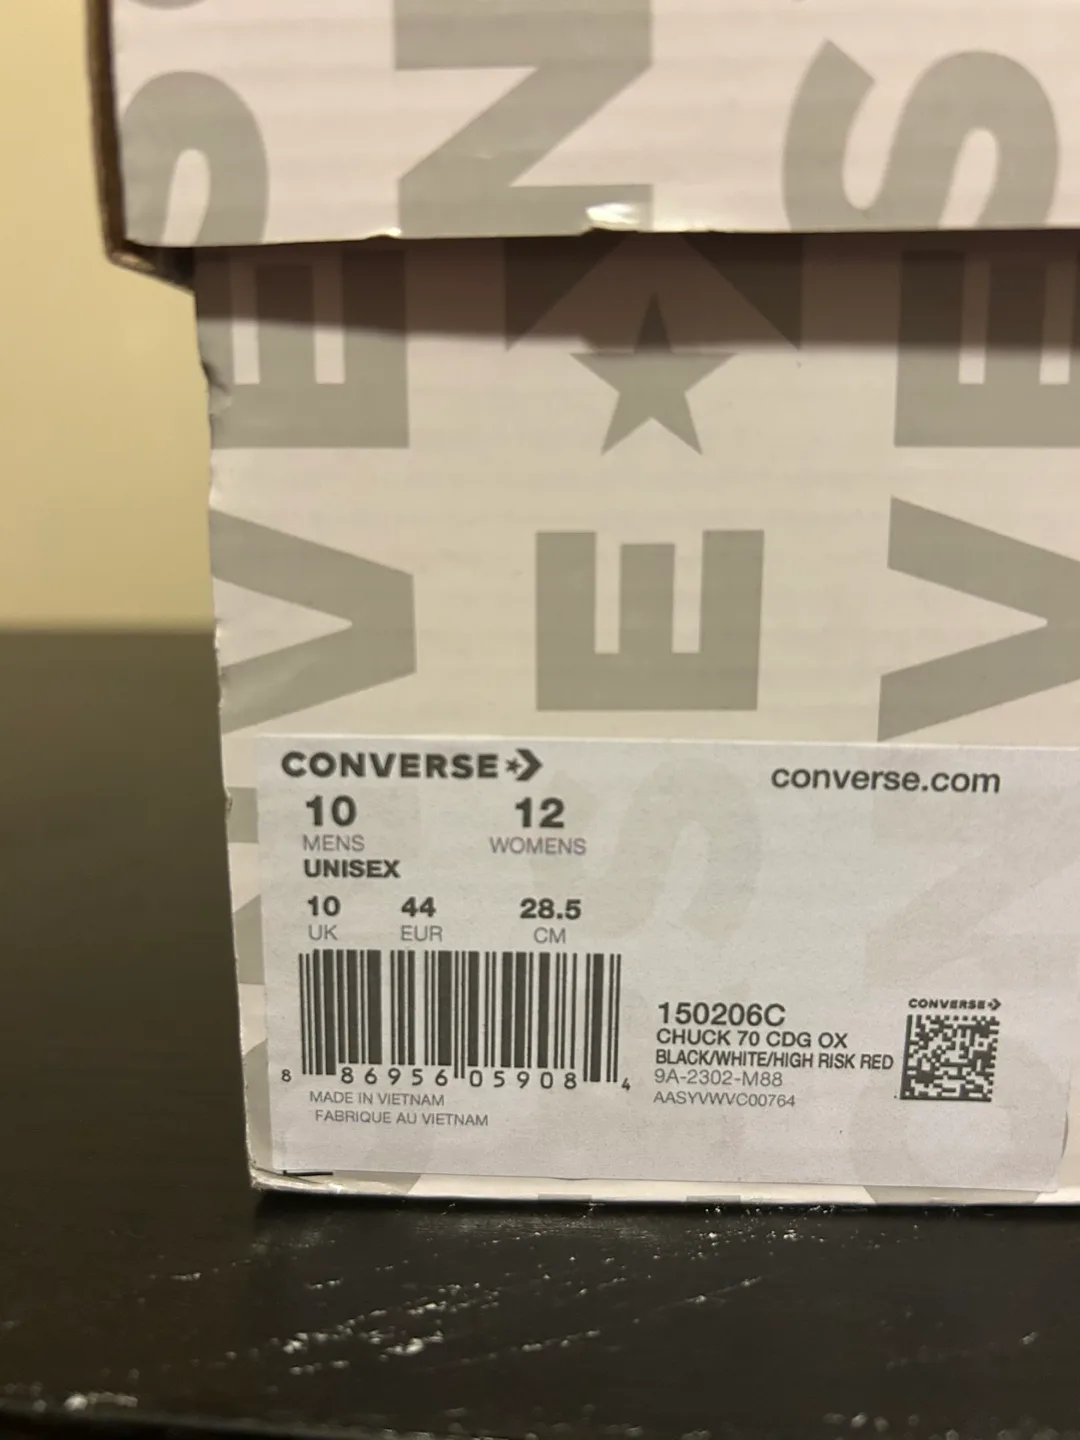 CONVERSE
converse.com
10 12
MENS WOMENS
UNISEX
10 44 28.5
UK EUR CM
8 86956 05908 4
MADE IN VIETNAM
FABRIQUE AU VIETNAM
150206C
CHUCK 70 CDG OX
BLACK/WHITE/HIGH RISK RED
9A-2302-M88
AASYVWVC00764
CONVERSE